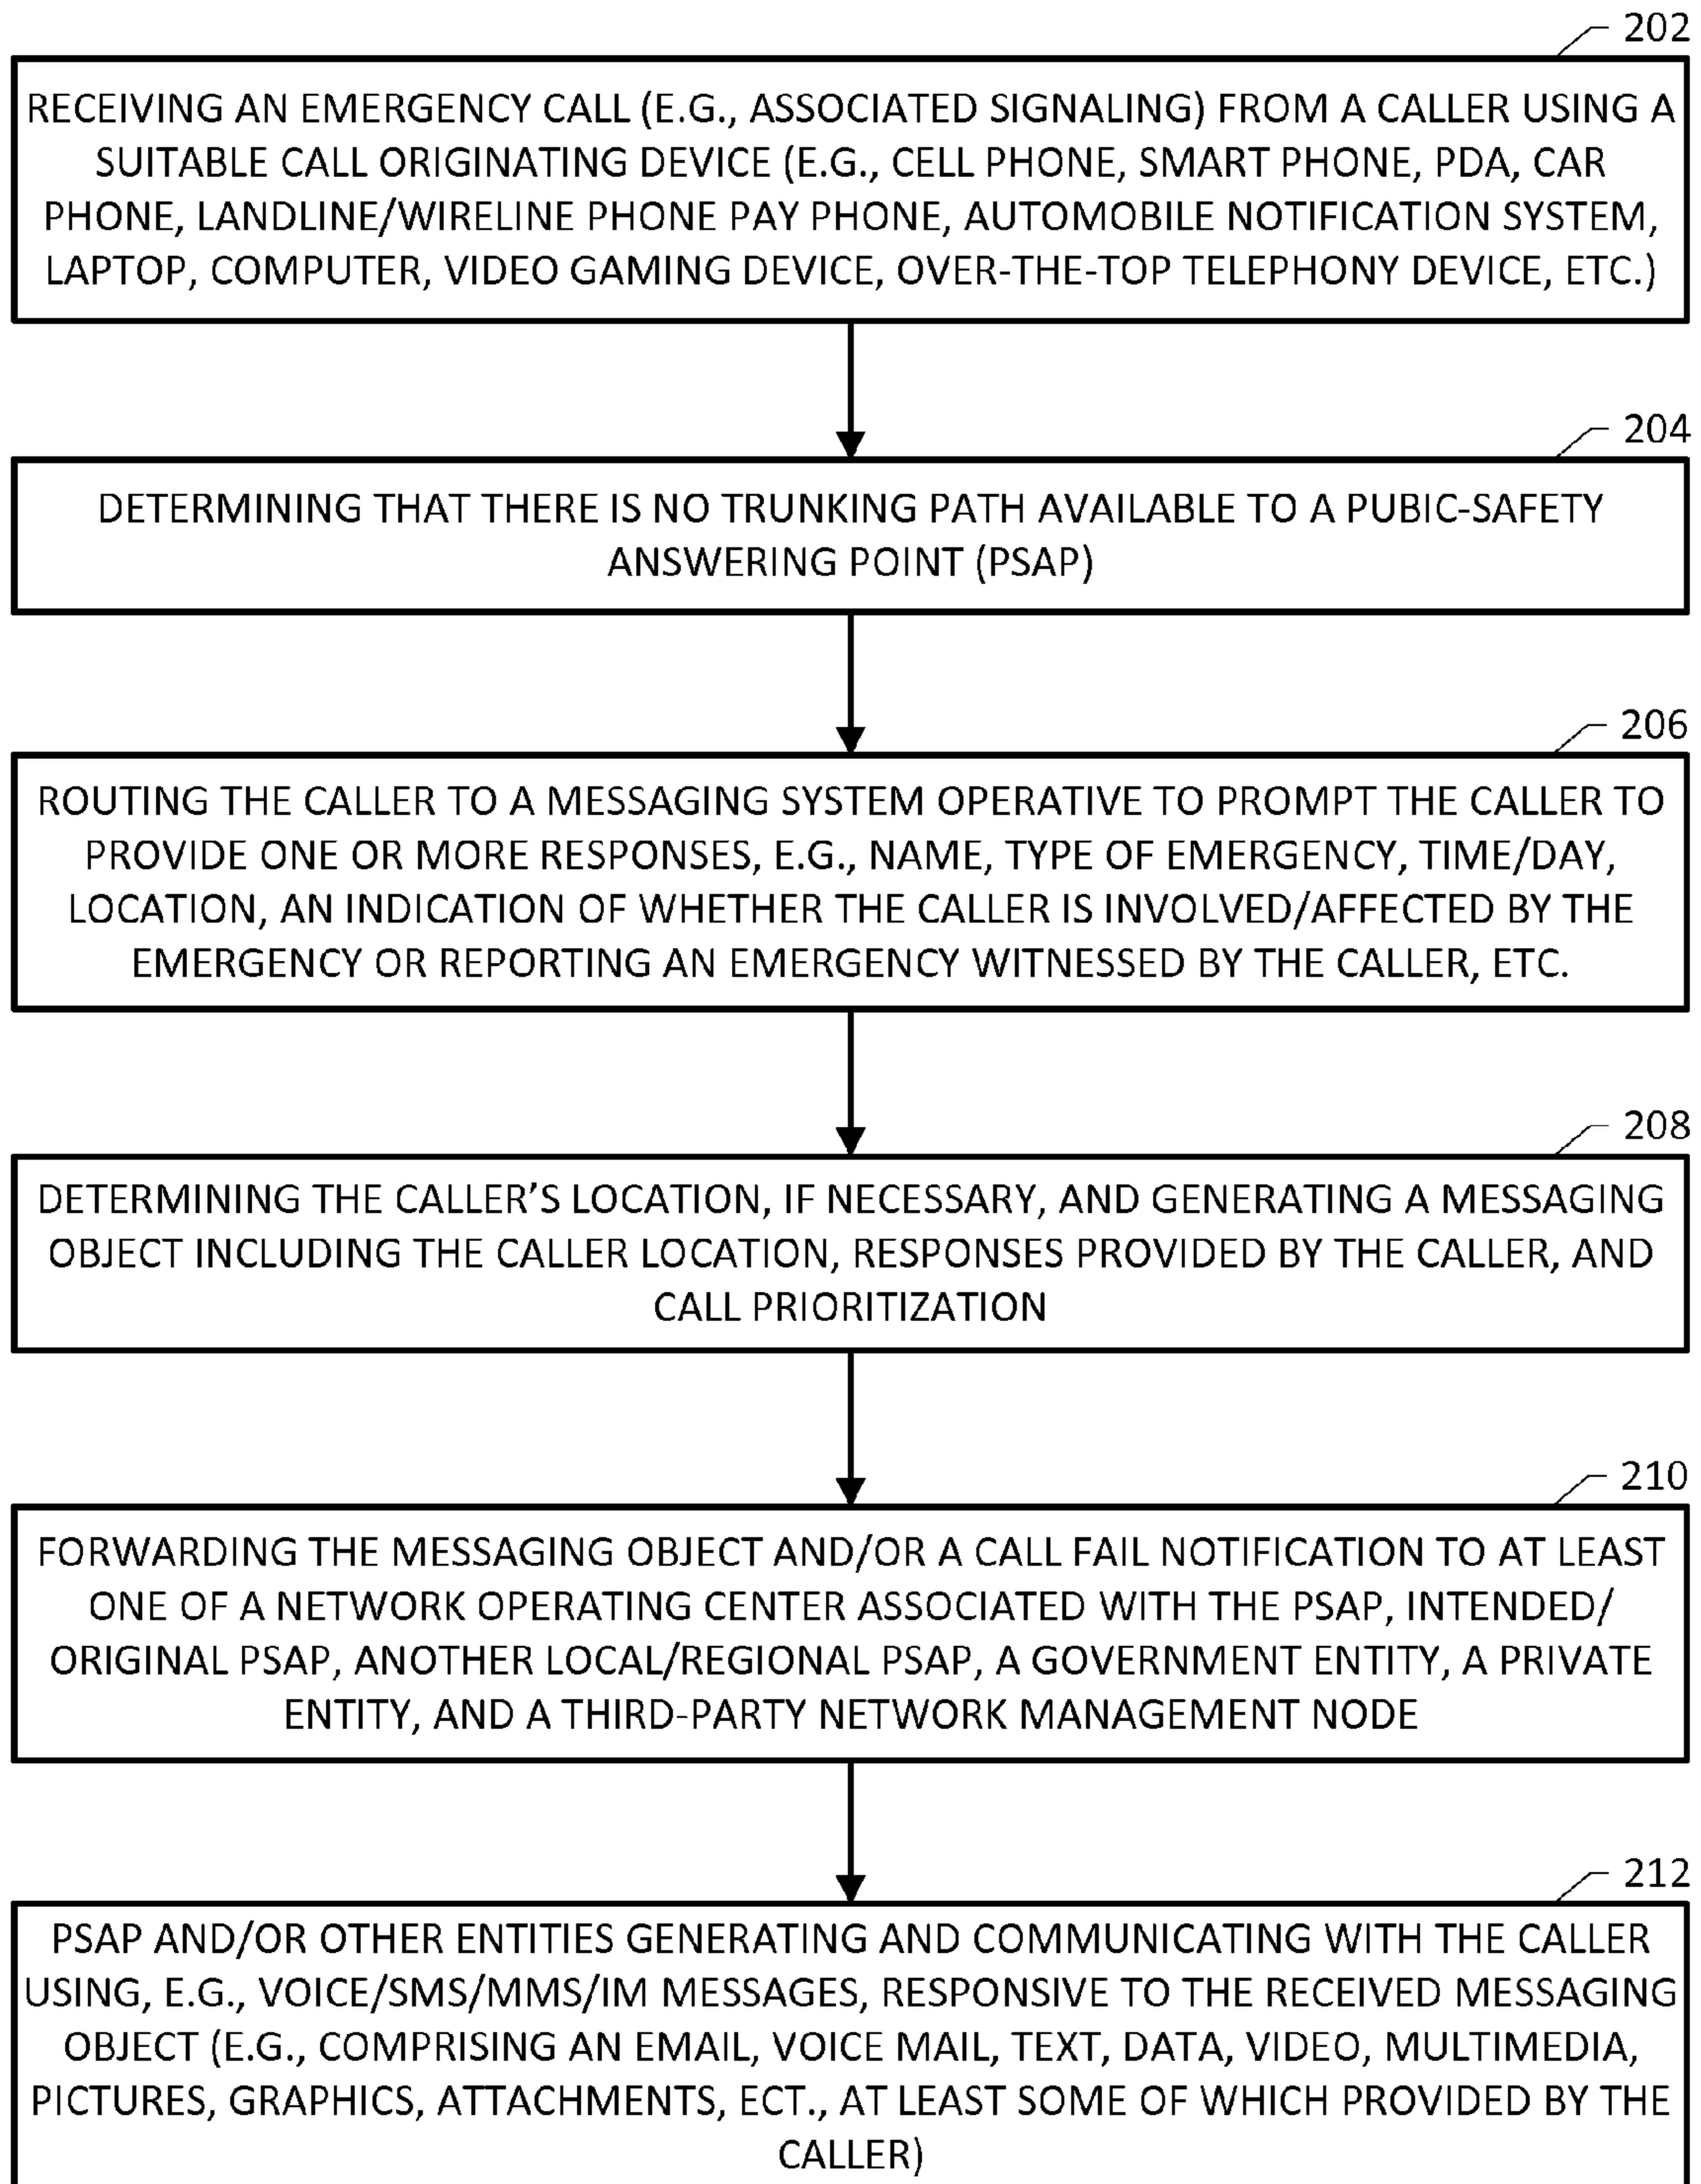 202
RECEIVING AN EMERGENCY CALL (E.G., ASSOCIATED SIGNALING) FROM A CALLER USING A
SUITABLE CALL ORIGINATING DEVICE (E.G., CELL PHONE, SMART PHONE, PDA, CAR
PHONE, LANDLINE/WIRELINE PHONE PAY PHONE, AUTOMOBILE NOTIFICATION SYSTEM,
LAPTOP, COMPUTER, VIDEO GAMING DEVICE, OVER-THE-TOP TELEPHONY DEVICE, ETC.)
204
DETERMINING THAT THERE IS NO TRUNKING PATH AVAILABLE TO A PUBIC-SAFETY
ANSWERING POINT (PSAP)
206
ROUTING THE CALLER TO A MESSAGING SYSTEM OPERATIVE TO PROMPT THE CALLER TO
PROVIDE ONE OR MORE RESPONSES, E.G., NAME, TYPE OF EMERGENCY, TIME/DAY,
LOCATION, AN INDICATION OF WHETHER THE CALLER IS INVOLVED/AFFECTED BY THE
EMERGENCY OR REPORTING AN EMERGENCY WITNESSED BY THE CALLER, ETC.
208
DETERMINING THE CALLER'S LOCATION, IF NECESSARY, AND GENERATING A MESSAGING
OBJECT INCLUDING THE CALLER LOCATION, RESPONSES PROVIDED BY THE CALLER, AND
CALL PRIORITIZATION
210
FORWARDING THE MESSAGING OBJECT AND/OR A CALL FAIL NOTIFICATION TO AT LEAST
ONE OF A NETWORK OPERATING CENTER ASSOCIATED WITH THE PSAP, INTENDED/
ORIGINAL PSAP, ANOTHER LOCAL/REGIONAL PSAP, A GOVERNMENT ENTITY, A PRIVATE
ENTITY, AND A THIRD-PARTY NETWORK MANAGEMENT NODE
212
PSAP AND/OR OTHER ENTITIES GENERATING AND COMMUNICATING WITH THE CALLER
USING, E.G., VOICE/SMS/MMS/IM MESSAGES, RESPONSIVE TO THE RECEIVED MESSAGING
OBJECT (E.G., COMPRISING AN EMAIL, VOICE MAIL, TEXT, DATA, VIDEO, MULTIMEDIA,
PICTURES, GRAPHICS, ATTACHMENTS, ECT., AT LEAST SOME OF WHICH PROVIDED BY THE
CALLER)